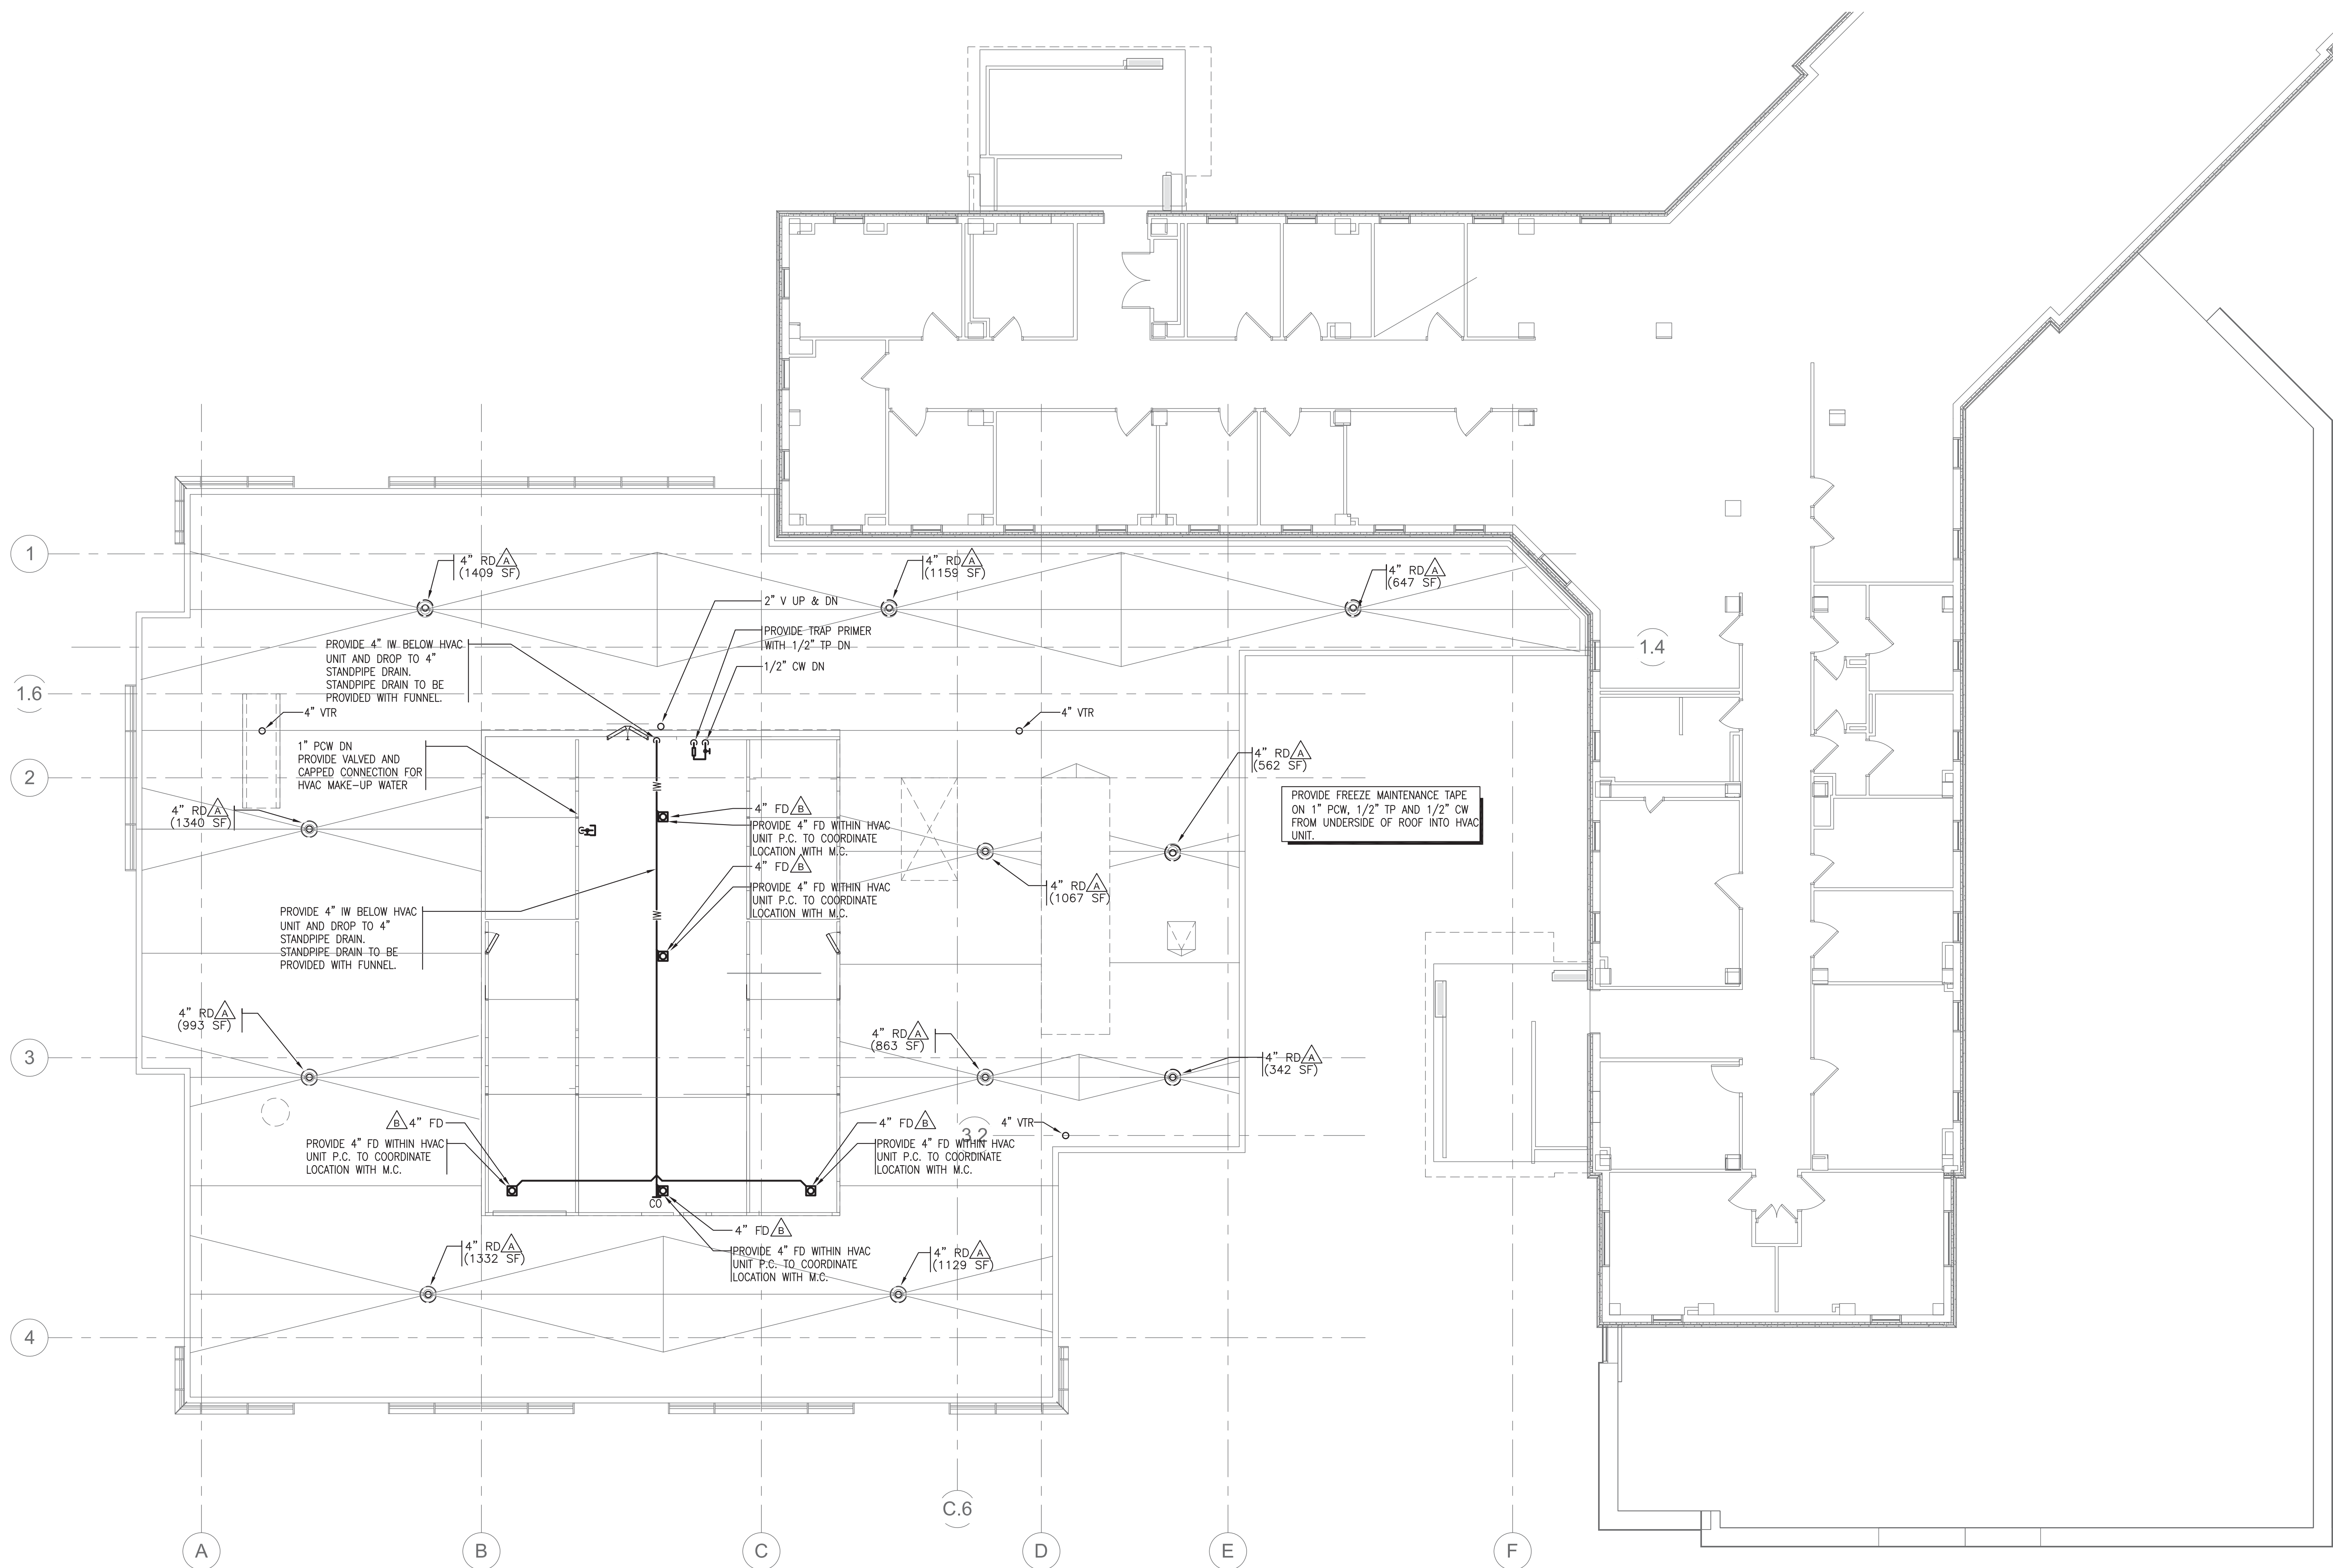 1
4" RD A
(1409 SF)
4" RD A
(1159 SF)
4" RD A
(647 SF)
2" V UP & DN
PROVIDE TRAP PRIMER
WITH 1/2" TP DN
1/2" CW DN
PROVIDE 4" IW BELOW HVAC
UNIT AND DROP TO 4"
STANDPIPE DRAIN.
STANDPIPE DRAIN TO BE
PROVIDED WITH FUNNEL.
1.4
1.6
4" VTR
4" VTR
1" PCW DN
PROVIDE VALVED AND
CAPPED CONNECTION FOR
HVAC MAKE-UP WATER
2
4" RD A
(562 SF)
4" RD A
(1340 SF)
4" FD B
PROVIDE 4" FD WITHIN HVAC
UNIT P.C. TO COORDINATE
LOCATION WITH M.C.
PROVIDE FREEZE MAINTENANCE TAPE
ON 1" PCW, 1/2" TP AND 1/2" CW
FROM UNDERSIDE OF ROOF INTO HVAC
UNIT.
4" FD B
PROVIDE 4" FD WITHIN HVAC
UNIT P.C. TO COORDINATE
LOCATION WITH M.C.
4" RD A
(1067 SF)
PROVIDE 4" IW BELOW HVAC
UNIT AND DROP TO 4"
STANDPIPE DRAIN.
STANDPIPE DRAIN TO BE
PROVIDED WITH FUNNEL.
4" RD A
(993 SF)
4" RD A
(863 SF)
3
4" RD A
(342 SF)
B 4" FD
PROVIDE 4" FD WITHIN HVAC
UNIT P.C. TO COORDINATE
LOCATION WITH M.C.
4" FD B
PROVIDE 4" FD WITHIN HVAC
UNIT P.C. TO COORDINATE
LOCATION WITH M.C.
3.2
4" VTR
CO
4" FD B
PROVIDE 4" FD WITHIN HVAC
UNIT P.C. TO COORDINATE
LOCATION WITH M.C.
4" RD A
(1332 SF)
4" RD A
(1129 SF)
4
C.6
A
B
C
D
E
F